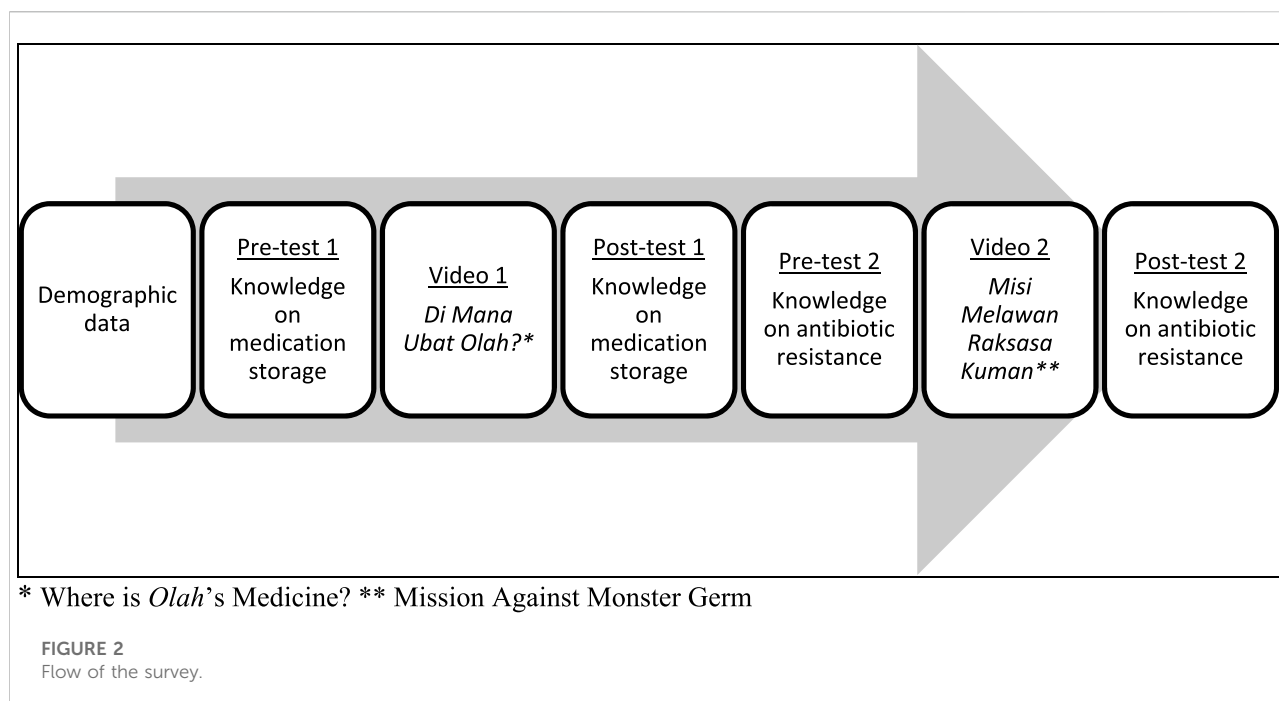 Demographic
data
Pre-test 1
Knowledge
on
medication
storage
Video 1
Di Mana
Ubat Olah?*
Post-test 1
Knowledge
on
medication
storage
Pre-test 2
Knowledge
on antibiotic
resistance
Video 2
Misi
Melawan
Raksasa
Kuman**
Post-test 2
Knowledge
on antibiotic
resistance
* Where is Olah's Medicine? ** Mission Against Monster Germ
FIGURE 2
Flow of the survey.